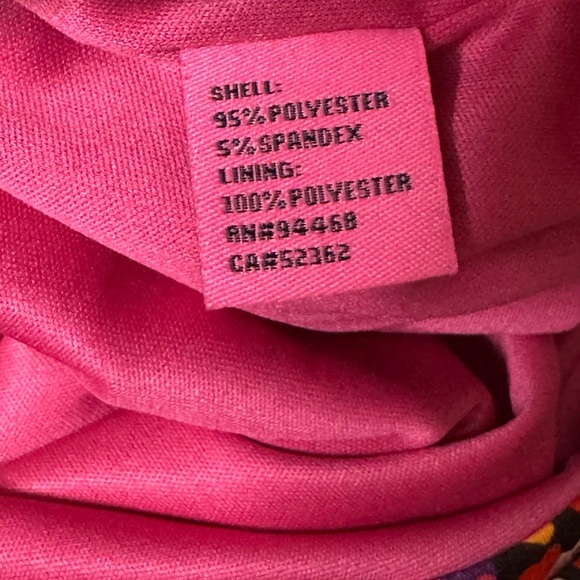 SHELL:
95% POLYESTER
5% SPANDEX
LINING:
100% POLYESTER
RN#94468
CA#52362